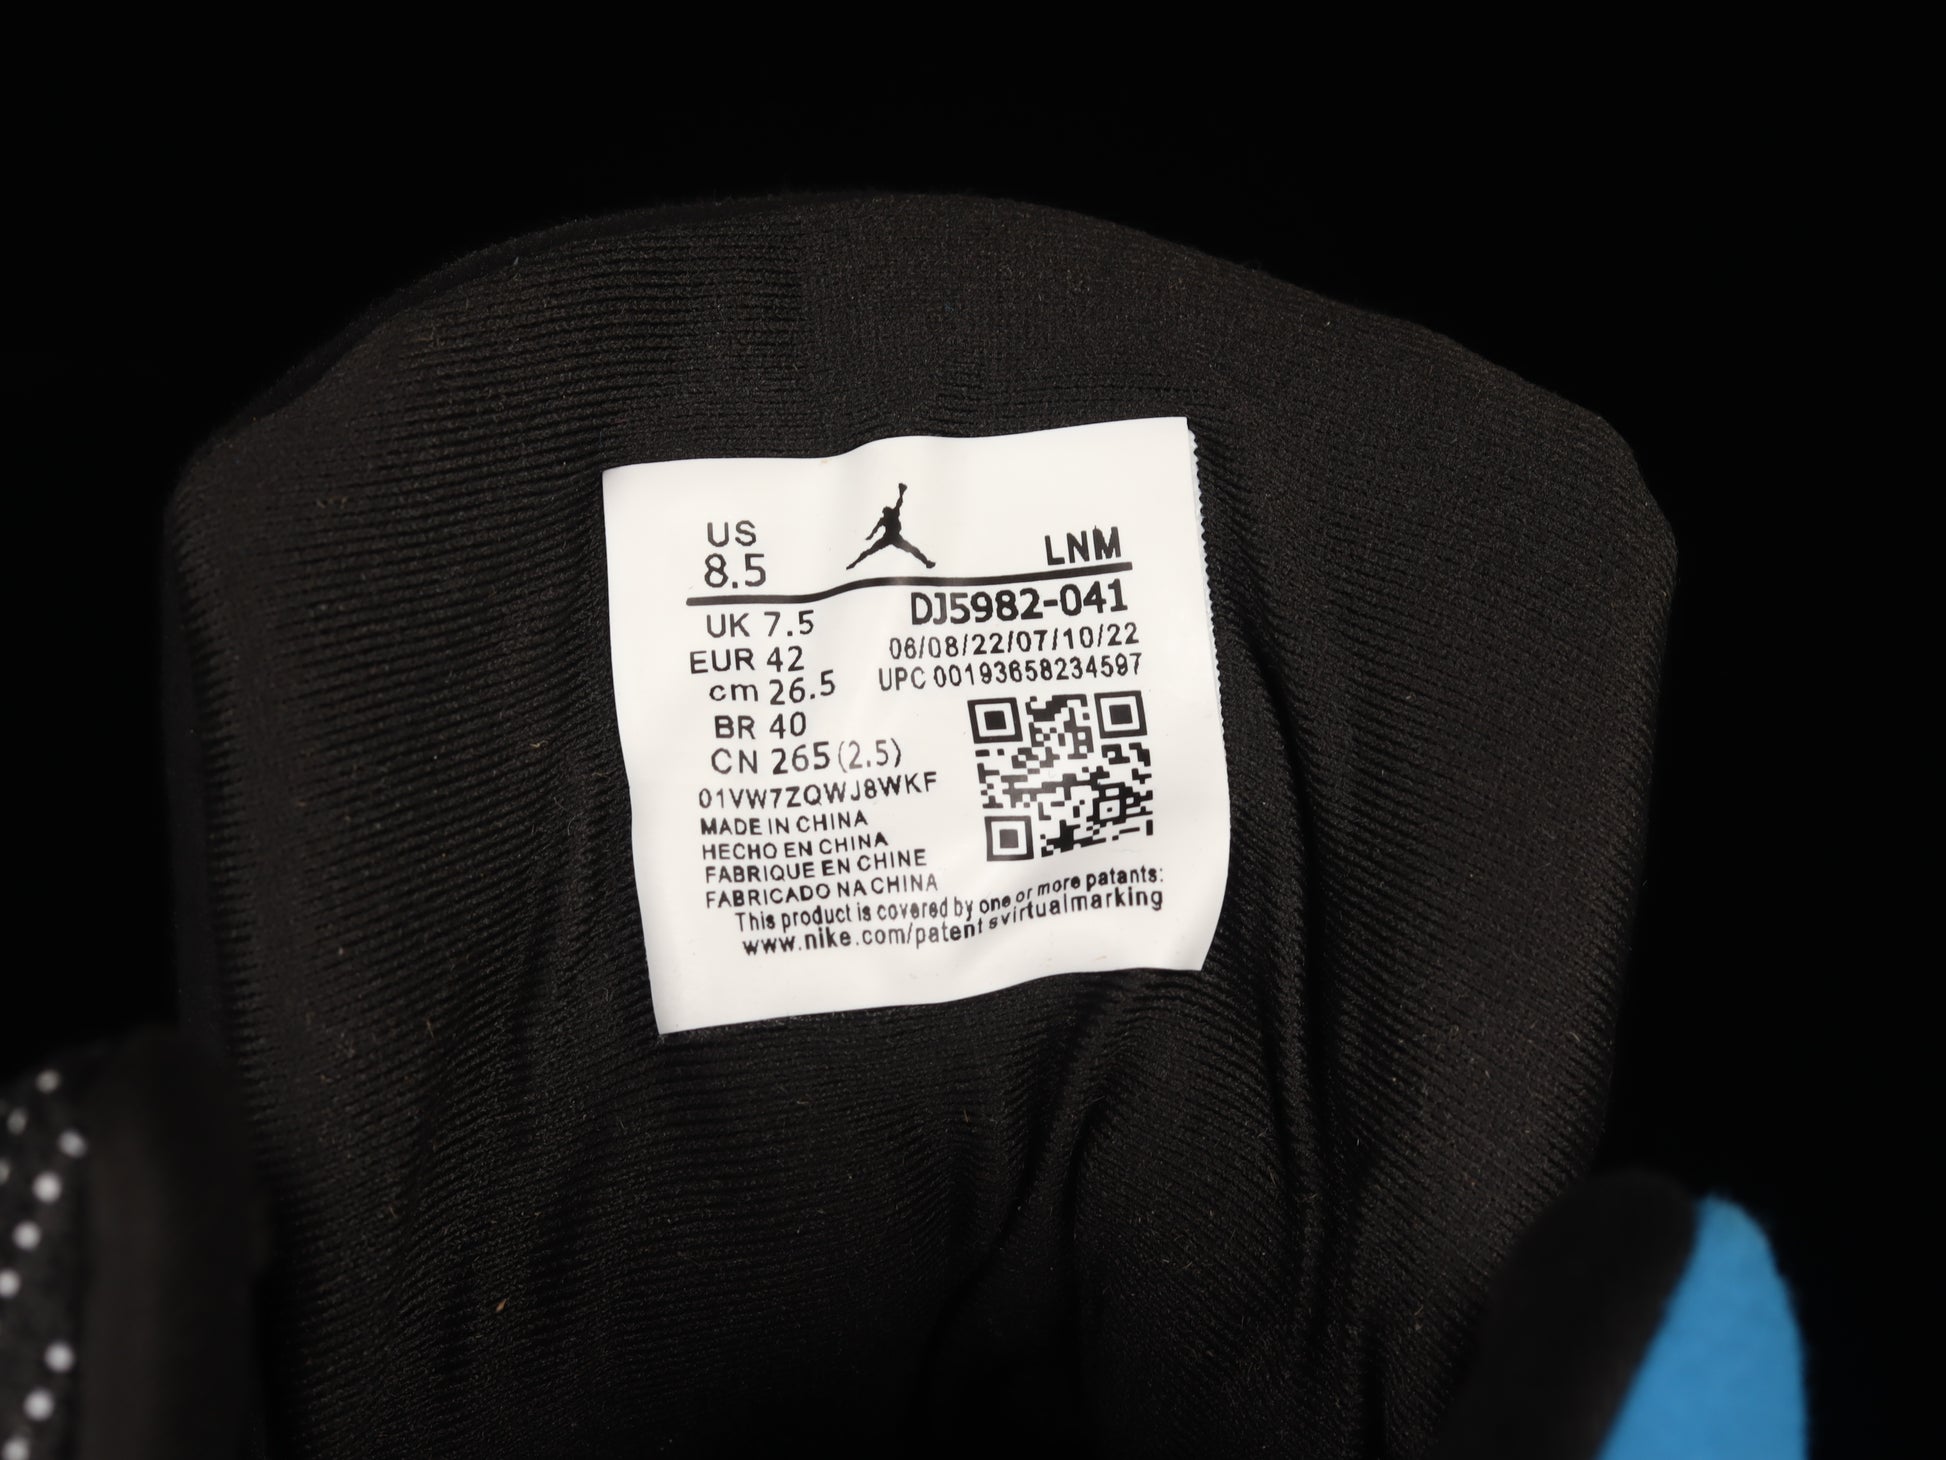 US
8.5
LNM
UK 7.5
DJ5982-041
EUR 42
06/08/22/07/10/22
cm 26.5
UPC 00193658234597
BR 40
CN 265(2.5)
01VW7ZQWJ8WKF
MADE IN CHINA
HECHO EN CHINA
FABRIQUE EN CHINE
FABRICADO NA CHINA
This product is covered by one or more patants:
www.nike.com/patentsvirtualmarking